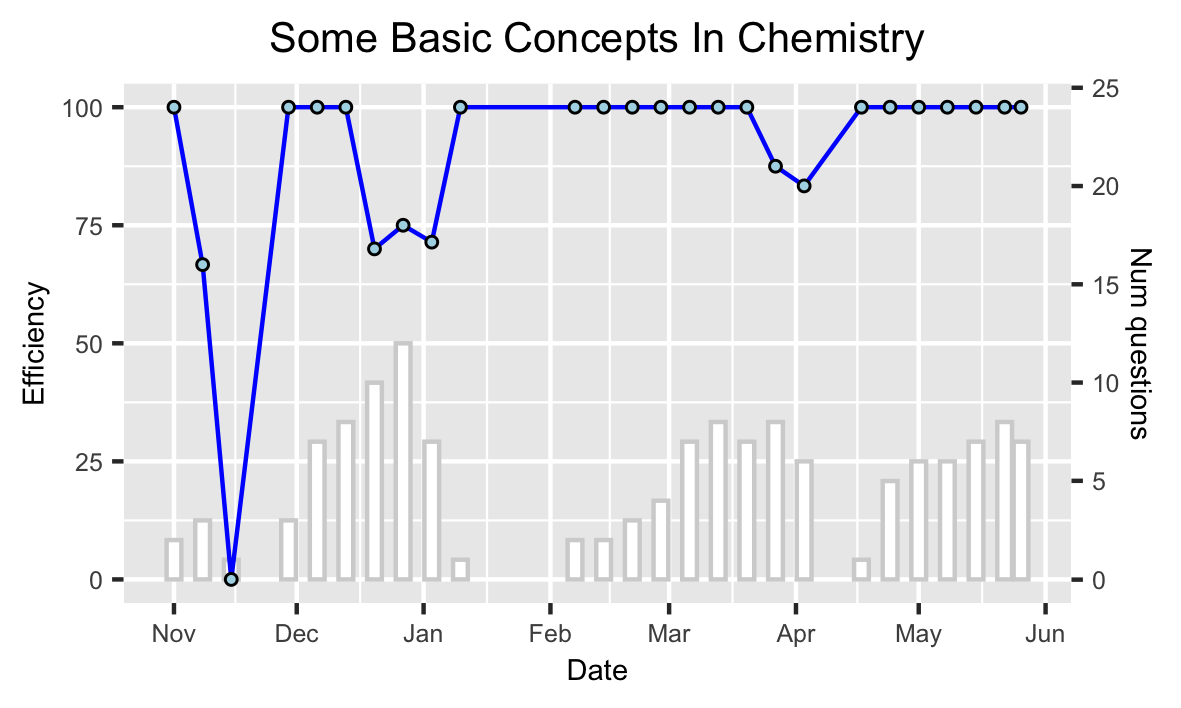 Some Basic Concepts In Chemistry
Efficiency
100
75
50
25
0
25
20
15
10
5
0
Num questions
Nov Dec Jan Feb Mar Apr May Jun
Date